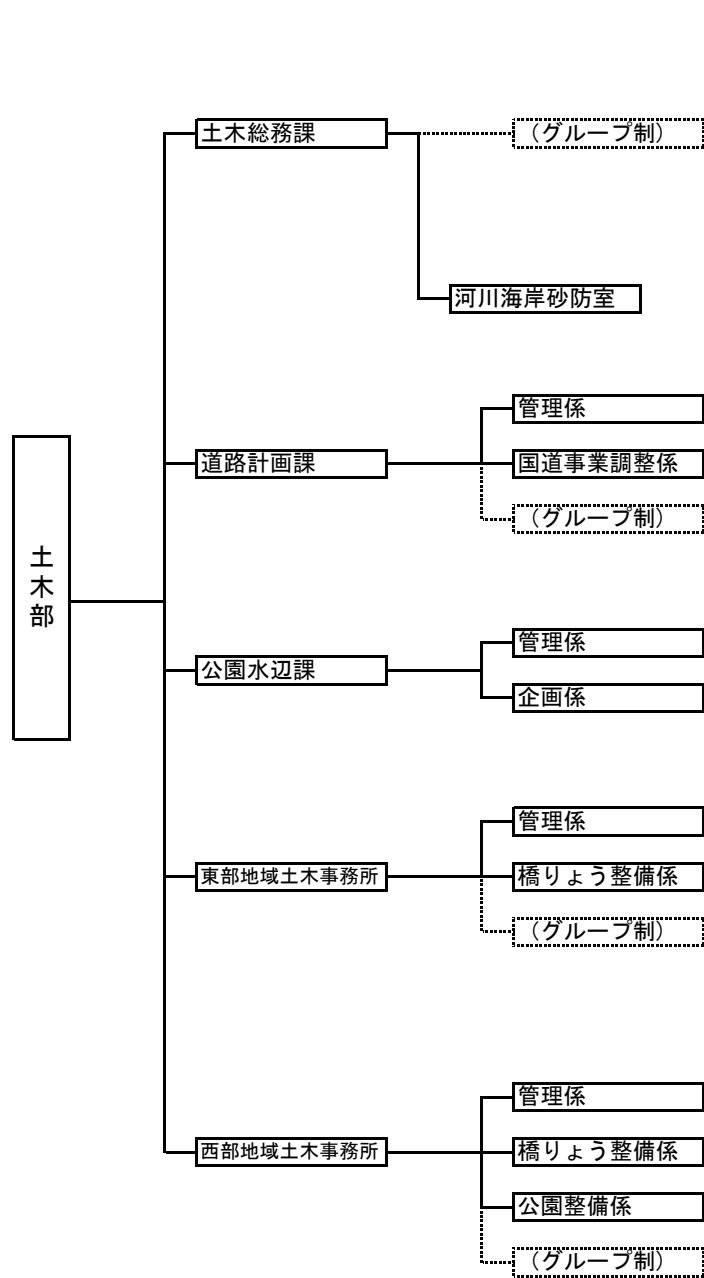 土木部
土木総務課
（グループ制）
河川海岸砂防室
道路計画課
管理係
国道事業調整係
（グループ制）
公園水辺課
管理係
企画係
東部地域土木事務所
管理係
橋りょう整備係
（グループ制）
西部地域土木事務所
管理係
橋りょう整備係
公園整備係
（グループ制）